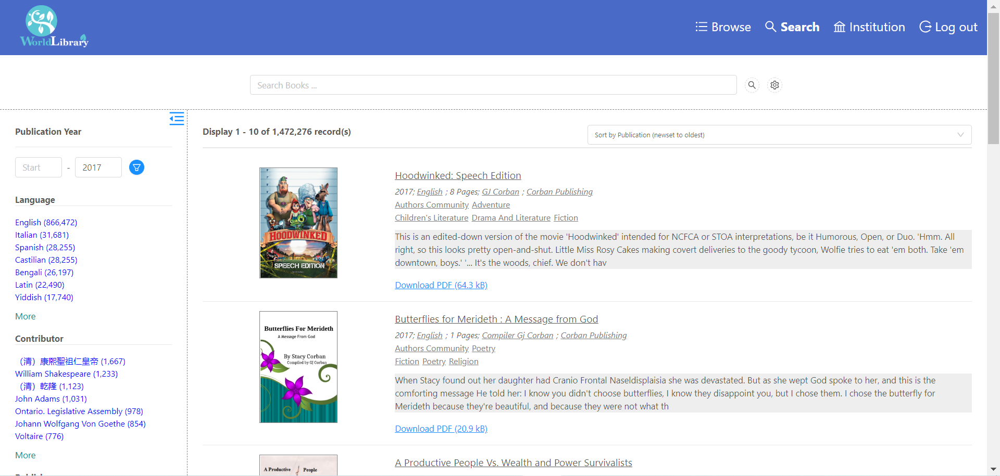 WorldLibrary
Browse
Search
Institution
Log out
Search Books ...
Publication Year
Start - 2017
Language
English (866,472)
Italian (31,681)
Spanish (28,255)
Castilian (28,255)
Bengali (26,197)
Latin (22,490)
Yiddish (17,740)
More
Contributor
（清）康熙聖祖仁皇帝 (1,667)
William Shakespeare (1,233)
（清）乾隆 (1,123)
John Adams (1,031)
Ontario. Legislative Assembly (978)
Johann Wolfgang Von Goethe (854)
Voltaire (776)
More
Display 1 - 10 of 1,472,276 record(s)
Sort by Publication (newset to oldest)
HOODWINKED
SPEECH EDITION
Hoodwinked: Speech Edition
2017; English ; 8 Pages; GJ Corban ; Corban Publishing
Authors Community Adventure
Children's Literature Drama And Literature Fiction
This is an edited-down version of the movie 'Hoodwinked' intended for NCFCA or STOA interpretations, be it Humorous, Open, or Duo. 'Hmm. All
right, so this looks pretty open-and-shut. Little Miss Rosy Cakes making covert deliveries to the goody tycoon, Wolfie tries to eat 'em both. Take 'em
downtown, boys.' '... It's the woods, chief. We don't hav
Download PDF (64.3 kB)
Butterflies For Merideth
A Message From God
By Stacy Corban
Compiled by GJ Corban
Butterflies for Merideth : A Message from God
2017; English ; 1 Pages; Compiler Gj Corban ; Corban Publishing
Authors Community Poetry
Fiction Poetry Religion
When Stacy found out her daughter had Cranio Frontal Naseldisplaisia she was devastated. But as she wept God spoke to her, and this is the
comforting message He told her: I know you didn't choose butterflies, I know they disappoint you, but I chose them. I chose the butterfly for
Merideth because they're beautiful, and because they were not what th
Download PDF (20.9 kB)
A Productive People
A Productive People Vs. Wealth and Power Survivalists